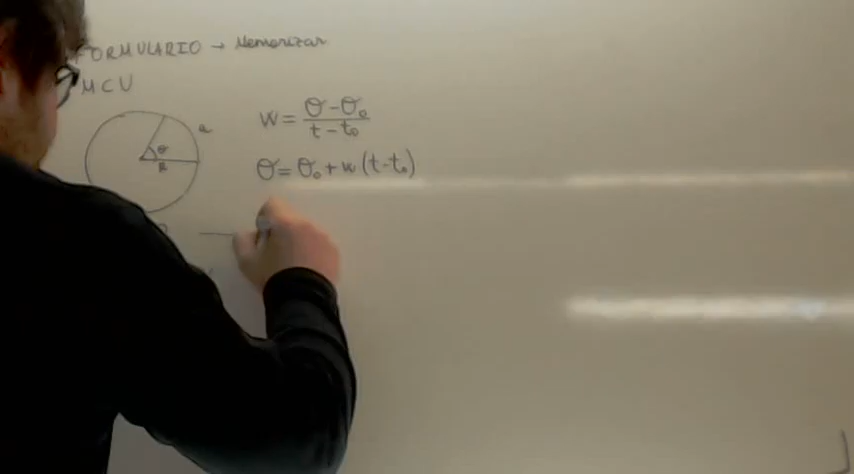 FORMULARIO → Memorizar
MCU
a
θ
R
W = θ - θ₀ / t - t₀
θ = θ₀ + w (t - t₀)